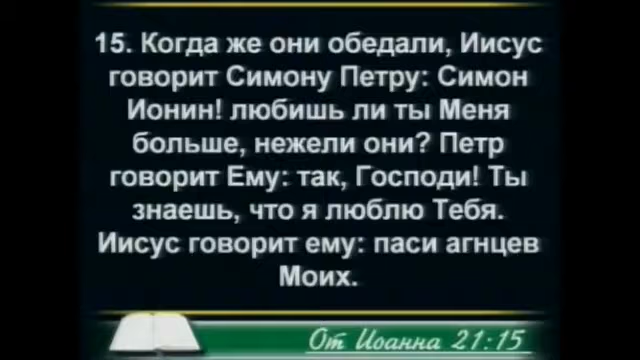 15. Когда же они обедали, Иисус
говорит Симону Петру: Симон
Ионин! любишь ли ты Меня
больше, нежели они? Петр
говорит Ему: так, Господи! Ты
знаешь, что я люблю Тебя.
Иисус говорит ему: паси агнцев
Моих.
От Иоанна 21:15